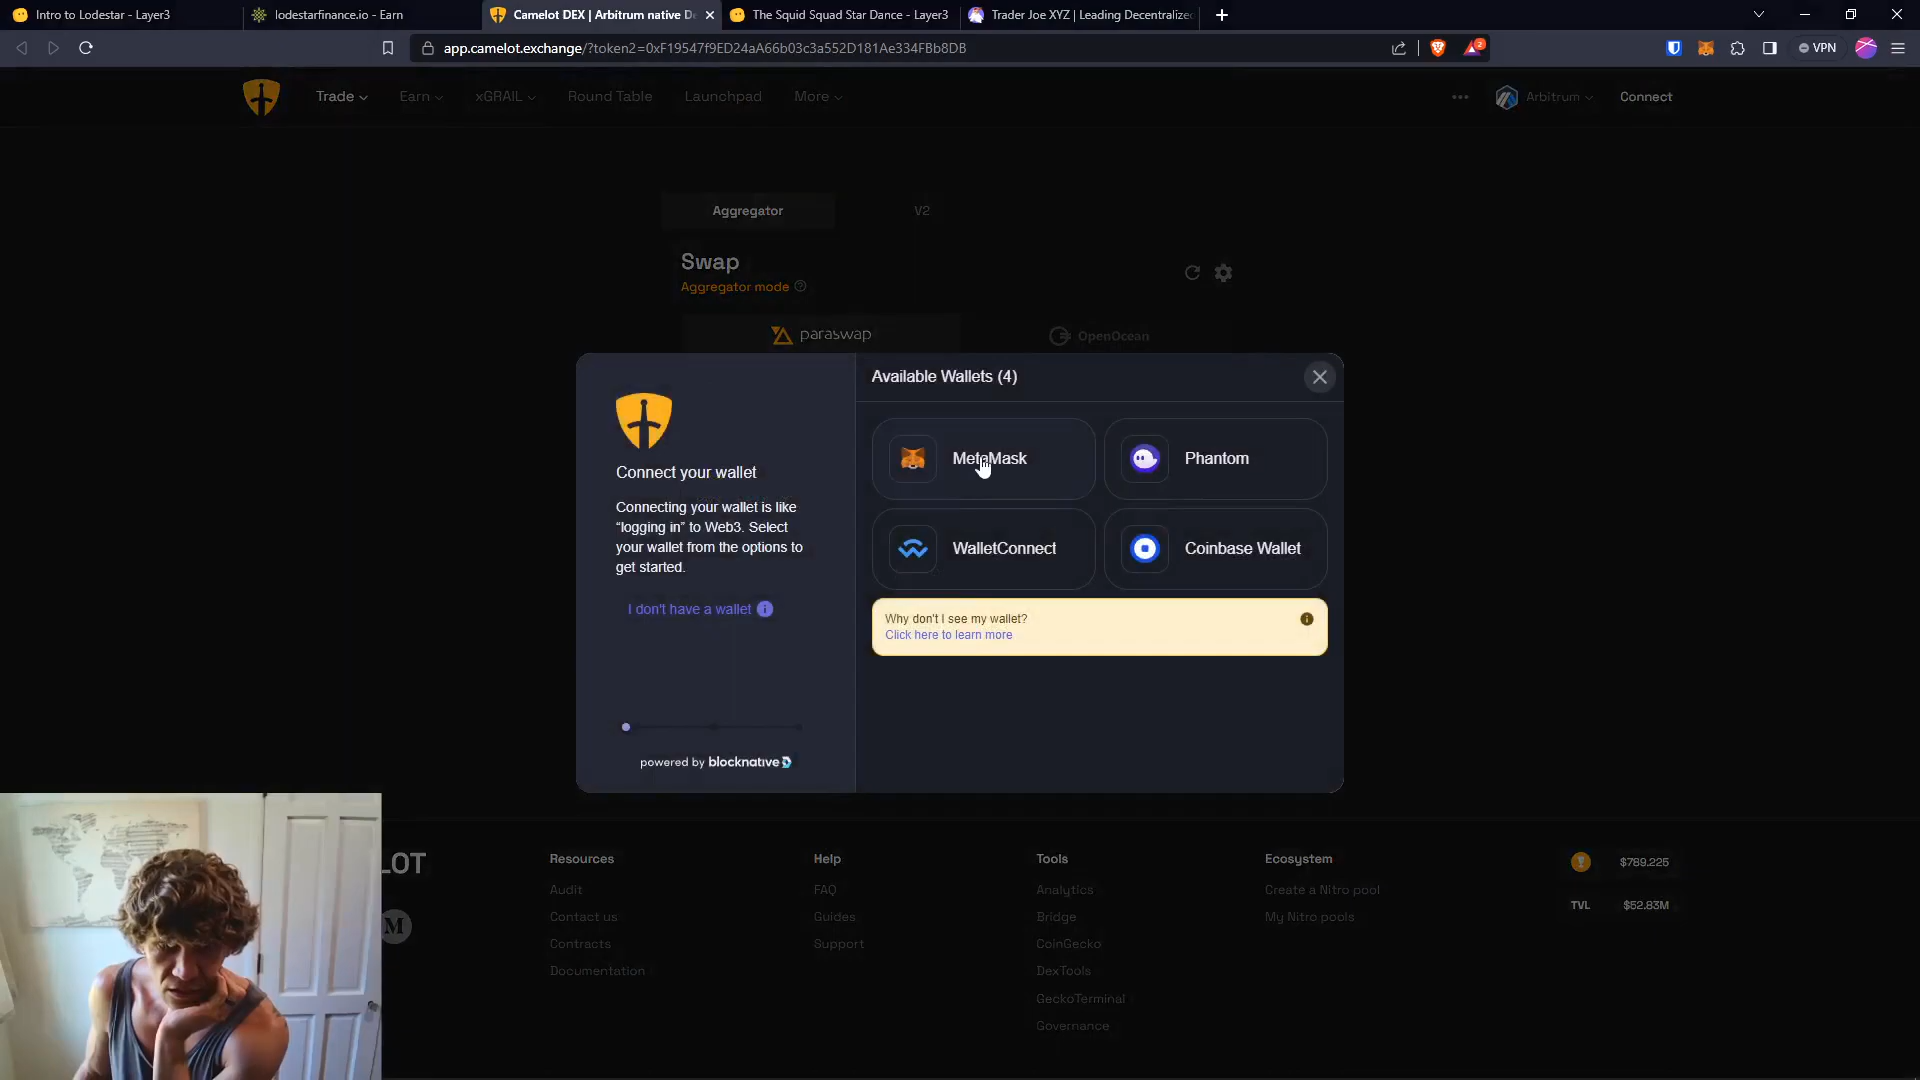 Intro to Lodestar - Layer3
lodestarfinance.io - Earn
Camelot DEX | Arbitrum native D
The Squid Squad Star Dance - Layer3
Trader Joe XYZ | Leading Decentralize
app.camelot.exchange/?token2=0xF19547f9ED24aA66b03c3a552D181Ae334FBb8DB
2
VPN
Trade
Earn
xGRAIL
Round Table
Launchpad
More
Arbitrum
Connect
Aggregator
V2
Swap
Aggregator mode
paraswap
OpenOcean
Connect your wallet
Connecting your wallet is like
“logging in” to Web3. Select
your wallet from the options to
get started.
I don't have a wallet
powered by blocknative
Available Wallets (4)
MetaMask
Phantom
WalletConnect
Coinbase Wallet
Why don't I see my wallet?
Click here to learn more
LOT
M
Resources
Audit
Contact us
Contracts
Documentation
Help
FAQ
Guides
Support
Tools
Analytics
Bridge
CoinGecko
DexTools
GeckoTerminal
Governance
Ecosystem
Create a Nitro pool
My Nitro pools
$789.225
TVL
$52.83M